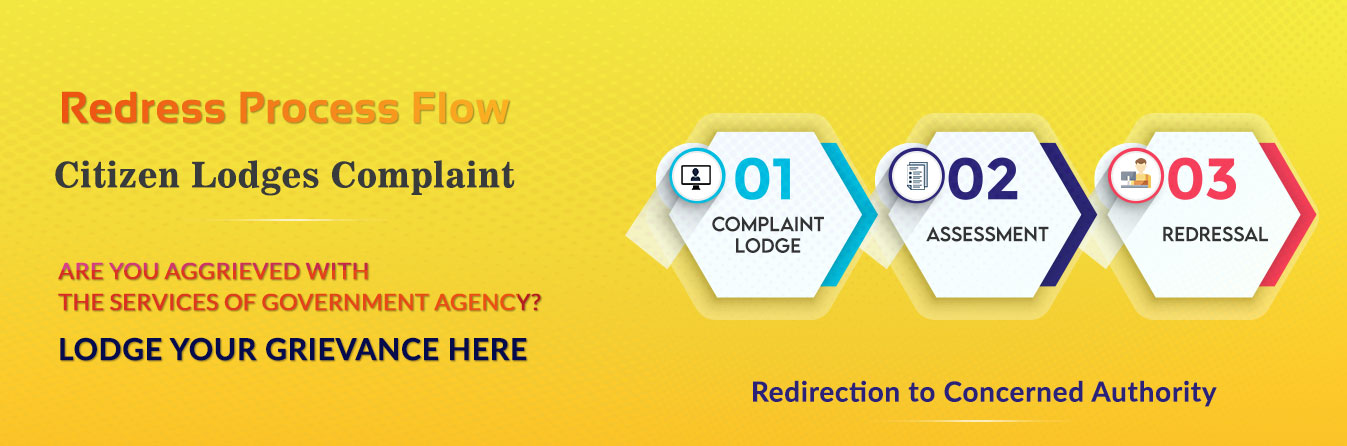 Redress Process Flow
Citizen Lodges Complaint
ARE YOU AGGRIEVED WITH
THE SERVICES OF GOVERNMENT AGENCY?
LODGE YOUR GRIEVANCE HERE
01
COMPLAINT
LODGE
02
ASSESSMENT
03
REDRESSAL
Redirection to Concerned Authority